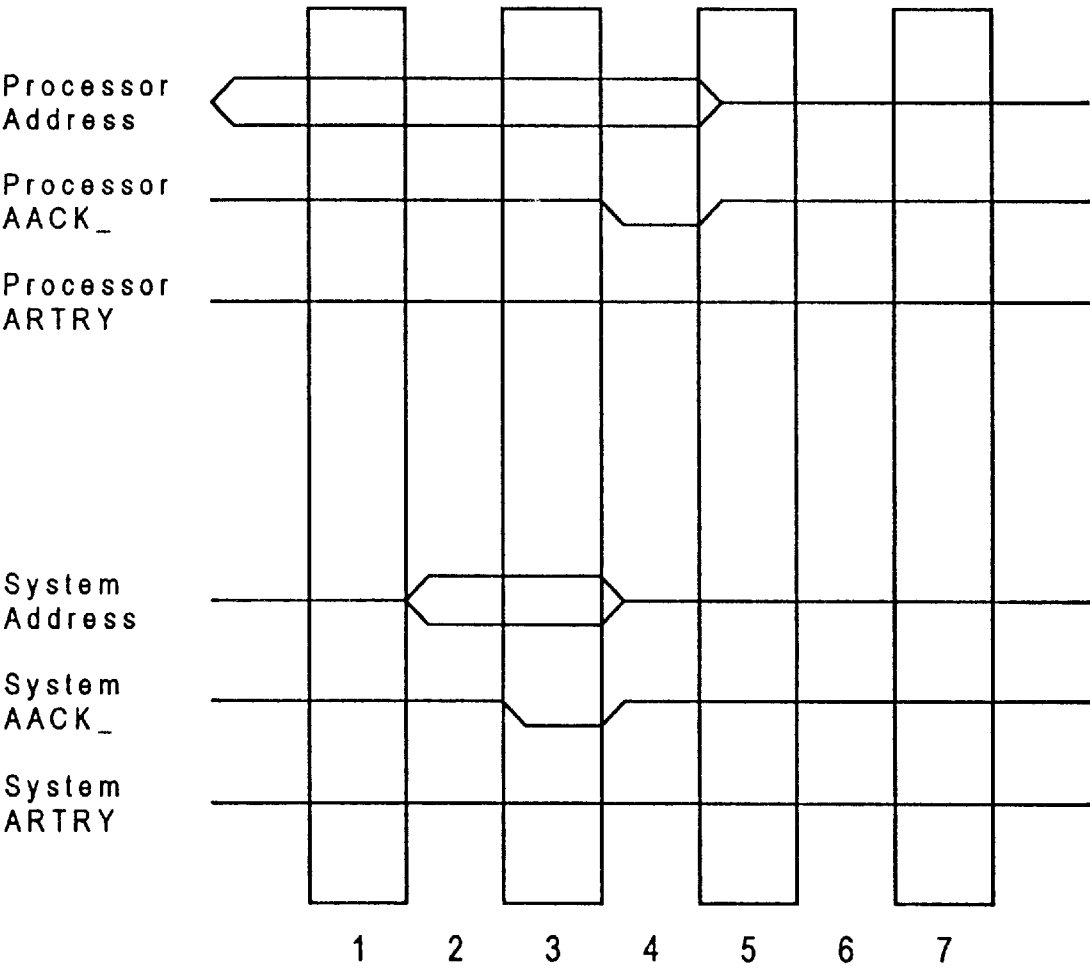 Processor
Address
Processor
AACK_
Processor
ARTRY
System
Address
System
AACK_
System
ARTRY
1 2 3 4 5 6 7